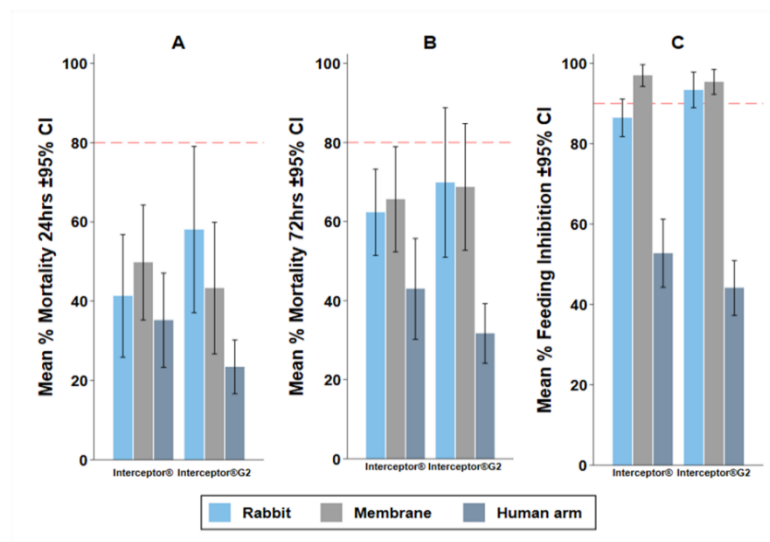 A
B
C
Mean % Mortality 24hrs ±95% CI
100
80
60
40
20
0
Interceptor® Interceptor®G2
Mean % Mortality 72hrs ±95% CI
100
80
60
40
20
0
Interceptor® Interceptor®G2
Mean % Feeding Inhibition ±95% CI
100
80
60
40
20
0
Interceptor® Interceptor®G2
Rabbit Membrane Human arm